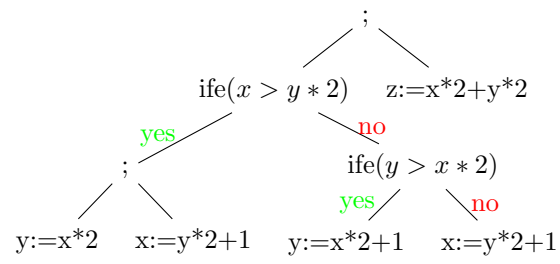 ;
ife(x > y * 2) z:=x*2+y*2
yes no
; ife(y > x * 2)
yes no
y:=x*2 x:=y*2+1 y:=x*2+1 x:=y*2+1